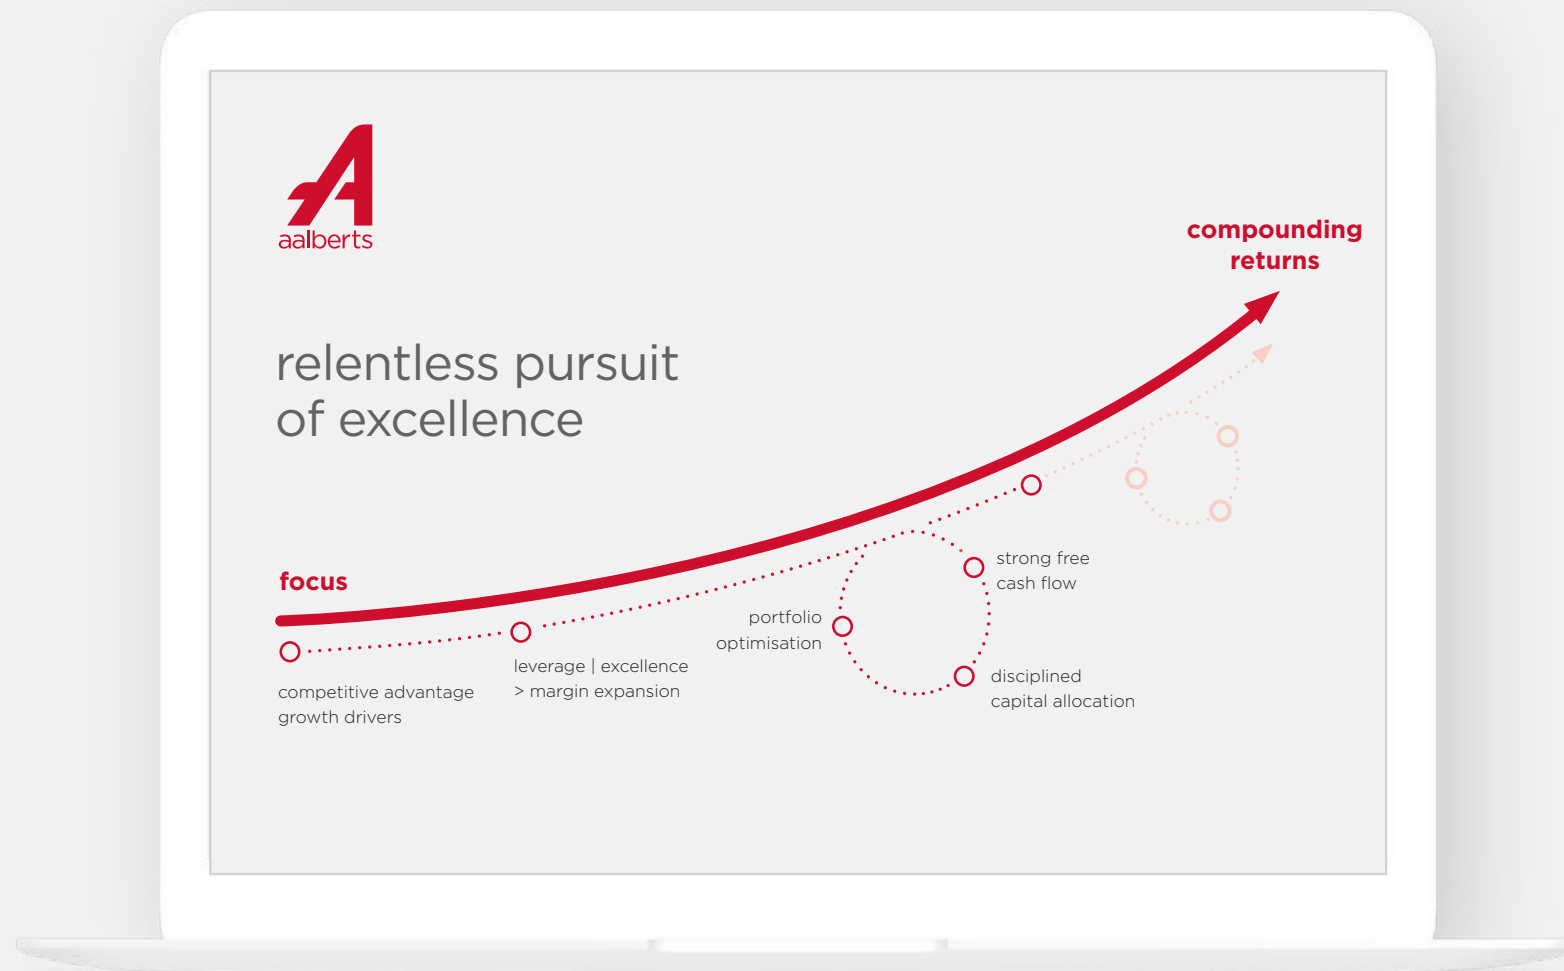 aalberts
relentless pursuit
of excellence
compounding
returns
focus
competitive advantage
growth drivers
leverage | excellence
> margin expansion
portfolio
optimisation
strong free
cash flow
disciplined
capital allocation